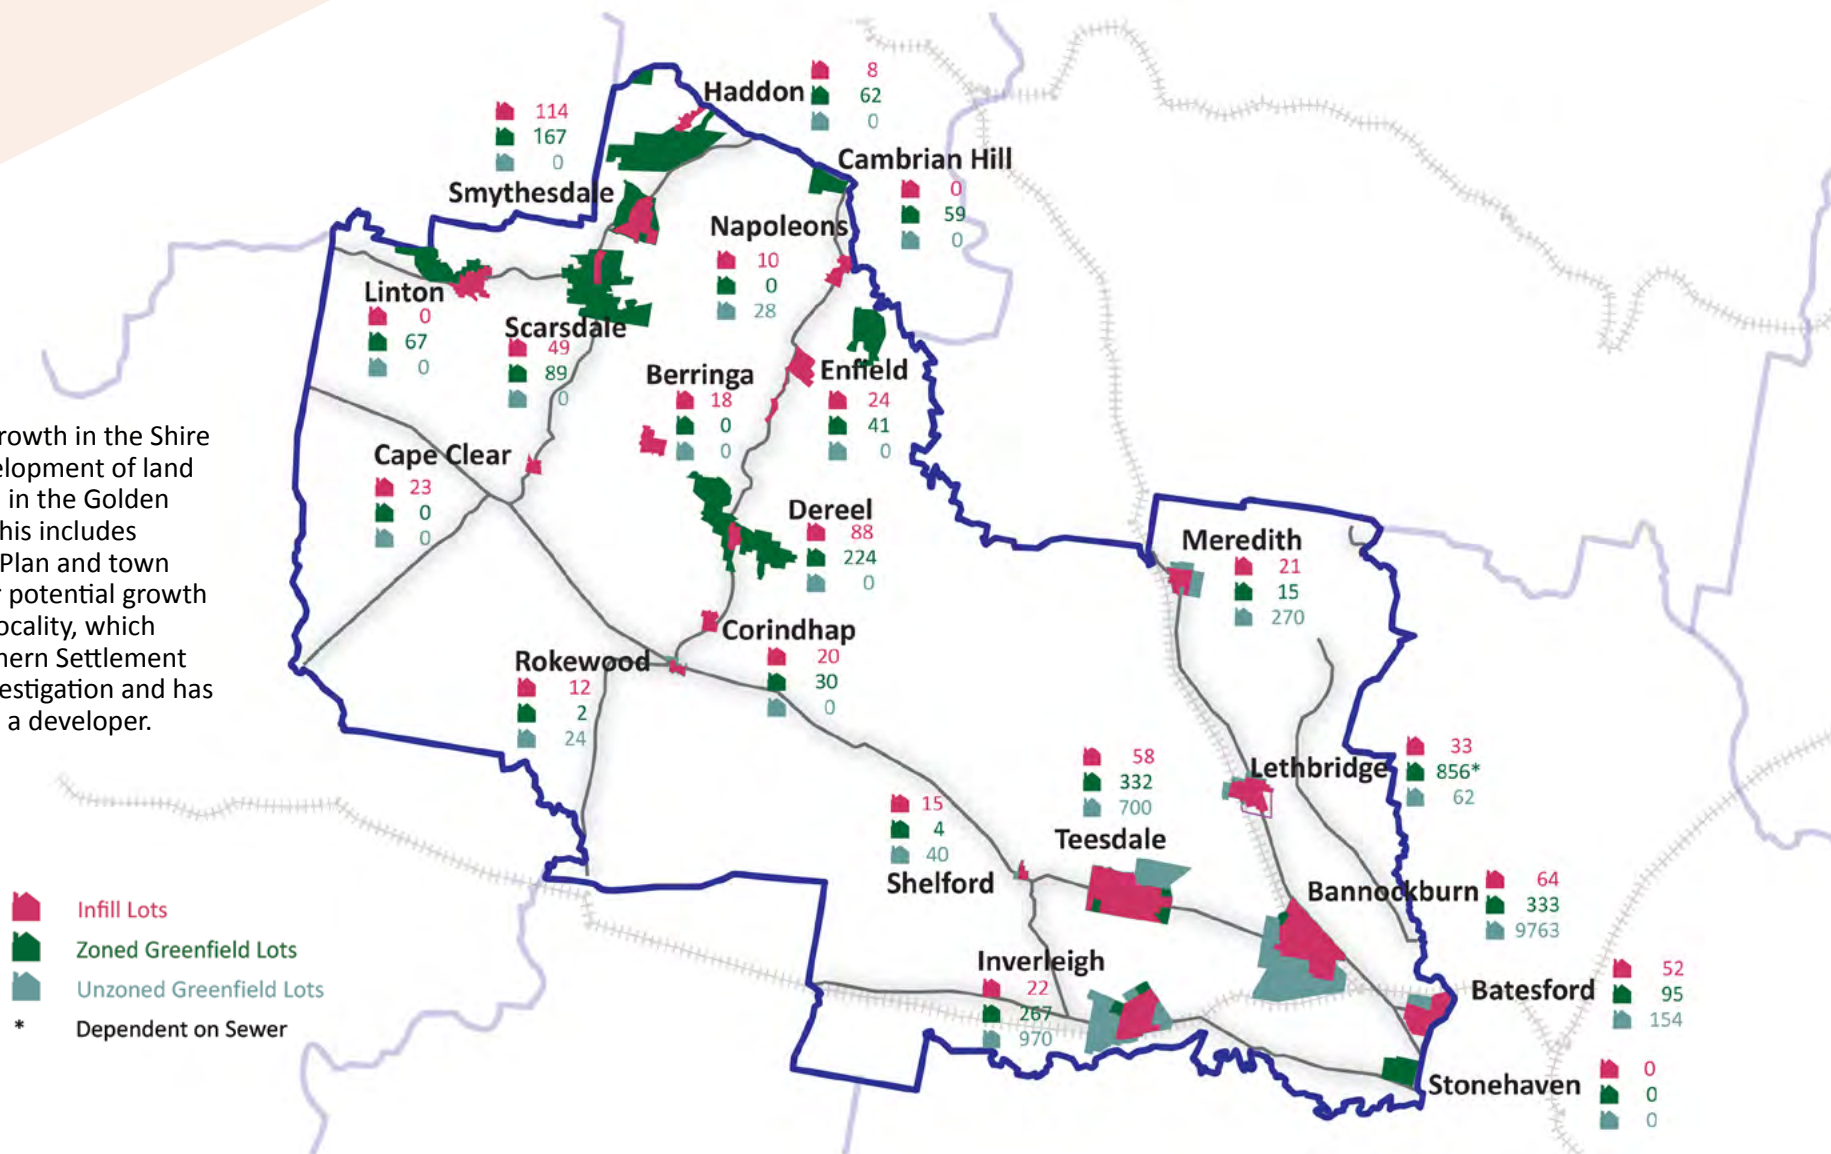 Haddon
8
62
0
114
167
0
Smythesdale
Cambrian Hill
0
59
0
Napoleons
10
0
28
Linton
0
67
0
Scarsdale
49
89
0
Berringa
18
0
0
Enfield
24
41
0
rowth in the Shire
elopment of land
in the Golden
his includes
Plan and town
r potential growth
ocality, which
hern Settlement
estigation and has
a developer.
Cape Clear
23
0
0
Dereel
88
224
0
Meredith
21
15
270
Corindhap
20
30
0
Rokewood
12
2
24
Lethbridge
33
856*
62
58
332
700
Teesdale
15
4
40
Shelford
Bannockburn
64
333
9763
Inverleigh
22
267
970
Batesford
52
95
154
Stonehaven
0
0
0
Infill Lots
Zoned Greenfield Lots
Unzoned Greenfield Lots
* Dependent on Sewer